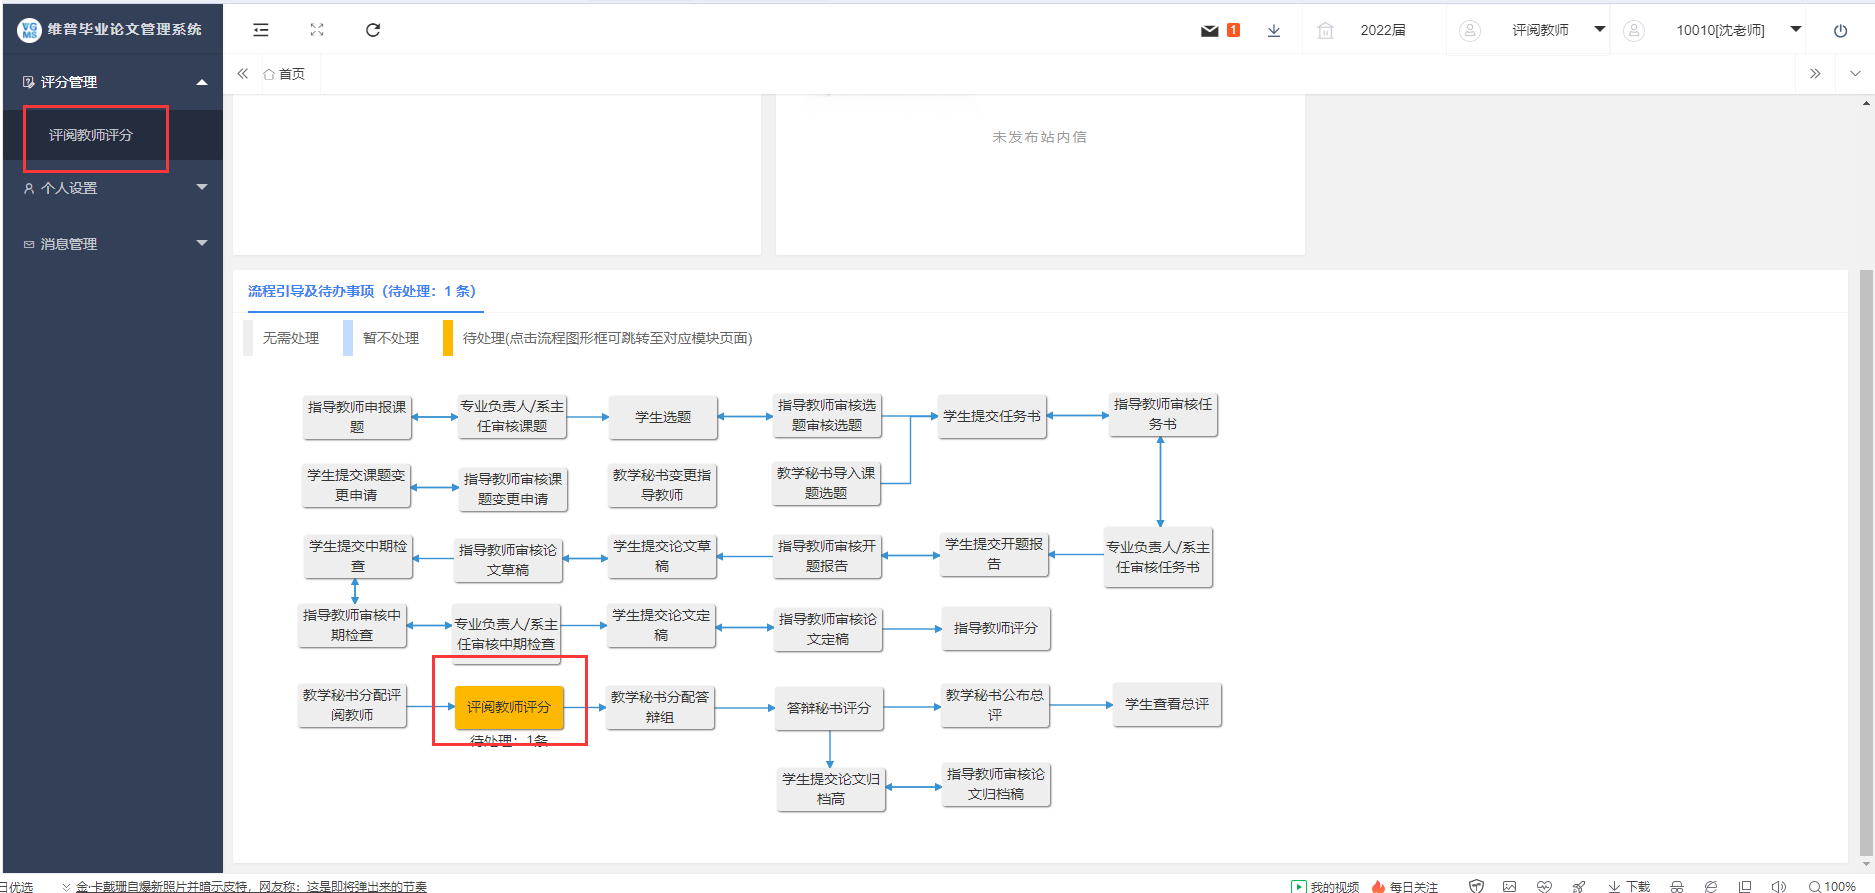 VG
MS
维普毕业论文管理系统
1
2022届
评阅教师
10010[沈老师]
评分管理
首页
评阅教师评分
未发布站内信
个人设置
消息管理
流程引导及待办事项（待处理：1 条）
无需处理
暂不处理
待处理(点击流程图形框可跳转至对应模块页面)
指导教师申报课
题
专业负责人/系主
任审核课题
学生选题
指导教师审核选
题审核选题
学生提交任务书
指导教师审核任
务书
学生提交课题变
更申请
指导教师审核课
题变更申请
教学秘书变更指
导教师
教学秘书导入课
题选题
学生提交中期检
查
指导教师审核论
文草稿
学生提交论文草
稿
指导教师审核开
题报告
学生提交开题报
告
专业负责人/系主
任审核任务书
指导教师审核中
期检查
专业负责人/系主
任审核中期检查
学生提交论文定
稿
指导教师审核论
文定稿
指导教师评分
教学秘书分配评
阅教师
评阅教师评分
待处理：1条
教学秘书分配答
辩组
答辩秘书评分
教学秘书公布总
评
学生查看总评
学生提交论文归
档高
指导教师审核论
文归档稿
日优选
金·卡戴珊自爆新照片并暗示皮特，网友称：这是即将弹出来的节奏
我的视频
每日关注
下载
100%